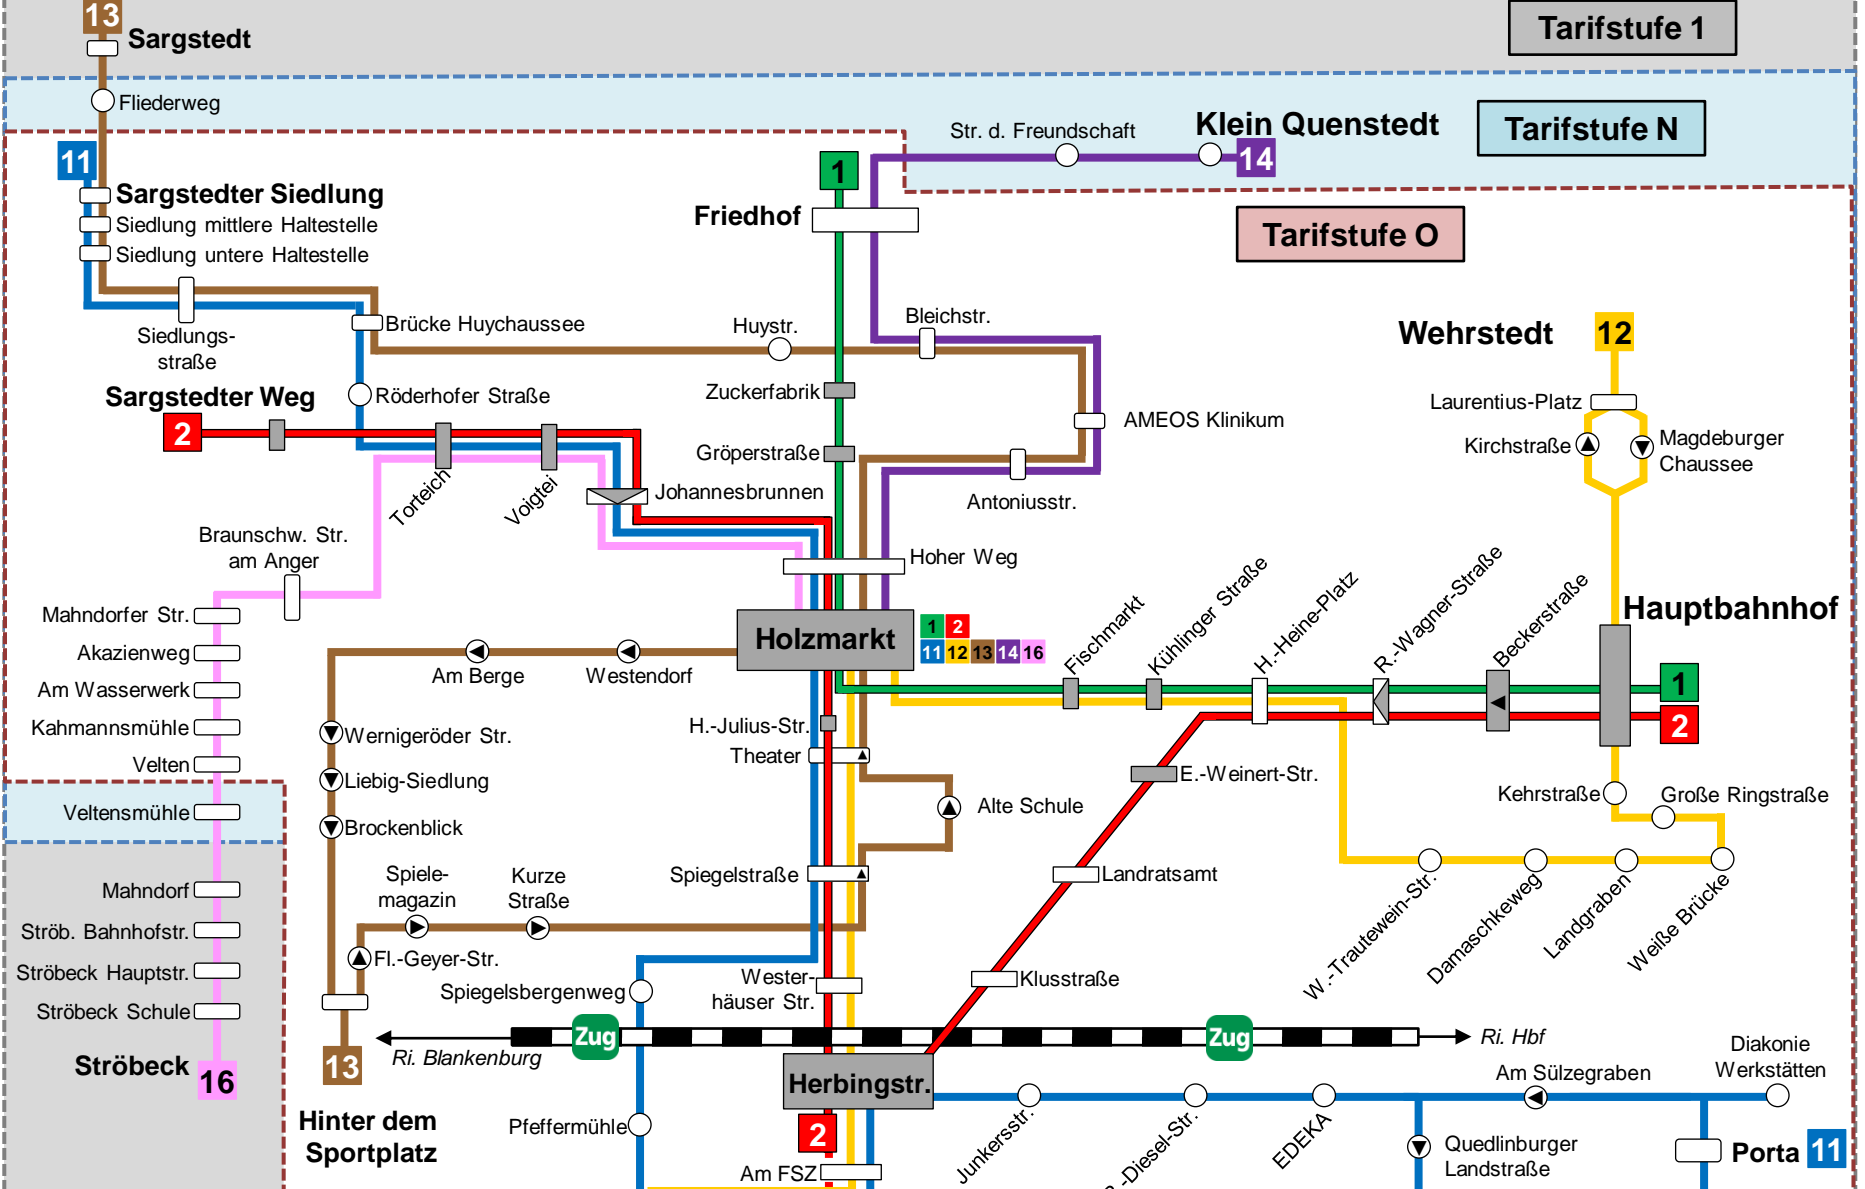 13
Sargstedt
Tarifstufe 1
Fliederweg
Str. d. Freundschaft
Klein Quenstedt
14
Tarifstufe N
11
1
Sargstedter Siedlung
Siedlung mittlere Haltestelle
Siedlung untere Haltestelle
Friedhof
Tarifstufe O
Siedlungs-
straße
Brücke Huychaussee
Huystr.
Bleichstr.
Wehrstedt
12
Röderhofer Straße
Zuckerfabrik
Laurentius-Platz
Sargstedter Weg
2
AMEOS Klinikum
Kirchstraße
Magdeburger
Chaussee
Gröperstraße
Torteich
Voigtei
Johannesbrunnen
Antoniusstr.
Braunschw. Str.
am Anger
Hoher Weg
Mahndorfer Str.
Akazienweg
Am Wasserwerk
Kahmannsmühle
Velten
Veltensmühle
Mahndorf
Ströb. Bahnhofstr.
Ströbeck Hauptstr.
Ströbeck Schule
Ströbeck
16
Holzmarkt
1 2
11 12 13 14 16
Fischmarkt
Kühlinger Straße
H.-Heine-Platz
R.-Wagner-Straße
Beckerstraße
Hauptbahnhof
1
2
Am Berge
Westendorf
Wernigeröder Str.
Liebig-Siedlung
Brockenblick
H.-Julius-Str.
Theater
E.-Weinert-Str.
Alte Schule
Kehrstraße
Große Ringstraße
Spiele-
magazin
Kurze
Straße
Spiegelstraße
Landratsamt
W.-Trautewein-Str.
Damaschkeweg
Landgraben
Weiße Brücke
Fl.-Geyer-Str.
Spiegelsbergenweg
Wester-
häuser Str.
Klusstraße
Zug
Zug
Ri. Blankenburg
Ri. Hbf
13
Hinter dem
Sportplatz
Herbingstr.
2
Pfeffermühle
Am FSZ
Junkersstr.
-Diesel-Str.
EDEKA
Am Sülzegraben
Diakonie
Werkstätten
Quedlinburger
Landstraße
Porta
11